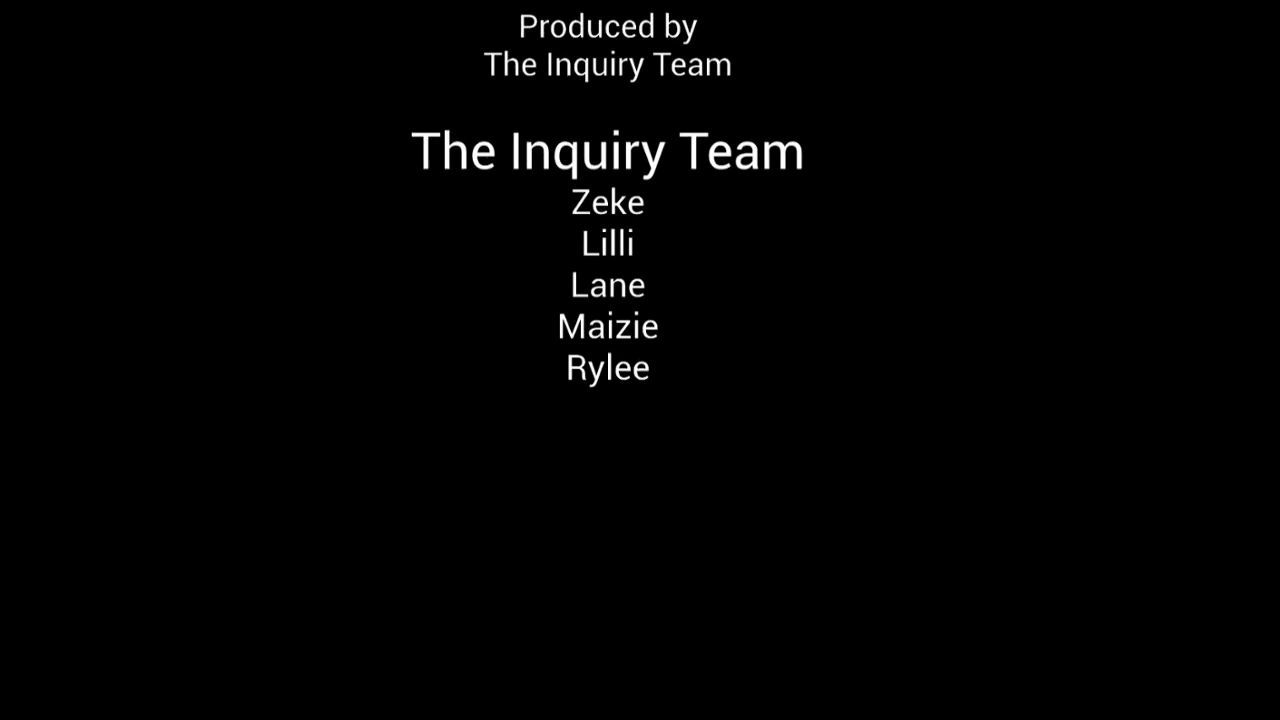 Produced by
The Inquiry Team
The Inquiry Team
Zeke
Lilli
Lane
Maizie
Rylee